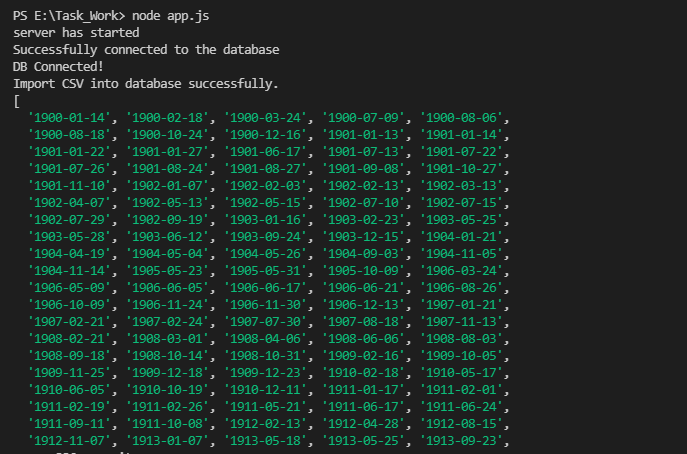 PS E:\Task_Work> node app.js
server has started
Successfully connected to the database
DB Connected!
Import CSV into database successfully.
[
'1900-01-14', '1900-02-18', '1900-03-24', '1900-07-09', '1900-08-06',
'1900-08-18', '1900-10-24', '1900-12-16', '1901-01-13', '1901-01-14',
'1901-01-22', '1901-01-27', '1901-06-17', '1901-07-13', '1901-07-22',
'1901-07-26', '1901-08-24', '1901-08-27', '1901-09-08', '1901-10-27',
'1901-11-10', '1902-01-07', '1902-02-03', '1902-02-13', '1902-03-13',
'1902-04-07', '1902-05-13', '1902-05-15', '1902-07-10', '1902-07-15',
'1902-07-29', '1902-09-19', '1903-01-16', '1903-02-23', '1903-05-25',
'1903-05-28', '1903-06-12', '1903-09-24', '1903-12-15', '1904-01-21',
'1904-04-19', '1904-05-04', '1904-05-26', '1904-09-03', '1904-11-05',
'1904-11-14', '1905-05-23', '1905-05-31', '1905-10-09', '1906-03-24',
'1906-05-09', '1906-06-05', '1906-06-17', '1906-06-21', '1906-08-26',
'1906-10-09', '1906-11-24', '1906-11-30', '1906-12-13', '1907-01-21',
'1907-02-21', '1907-02-24', '1907-07-30', '1907-08-18', '1907-11-13',
'1908-02-21', '1908-03-01', '1908-04-06', '1908-06-06', '1908-08-03',
'1908-09-18', '1908-10-14', '1908-10-31', '1909-02-16', '1909-10-05',
'1909-11-25', '1909-12-18', '1909-12-23', '1910-02-18', '1910-05-17',
'1910-06-05', '1910-10-19', '1910-12-11', '1911-01-17', '1911-02-01',
'1911-02-19', '1911-02-26', '1911-05-21', '1911-06-17', '1911-06-24',
'1911-09-11', '1911-10-08', '1912-02-13', '1912-04-28', '1912-08-15',
'1912-11-07', '1913-01-07', '1913-05-18', '1913-05-25', '1913-09-23',